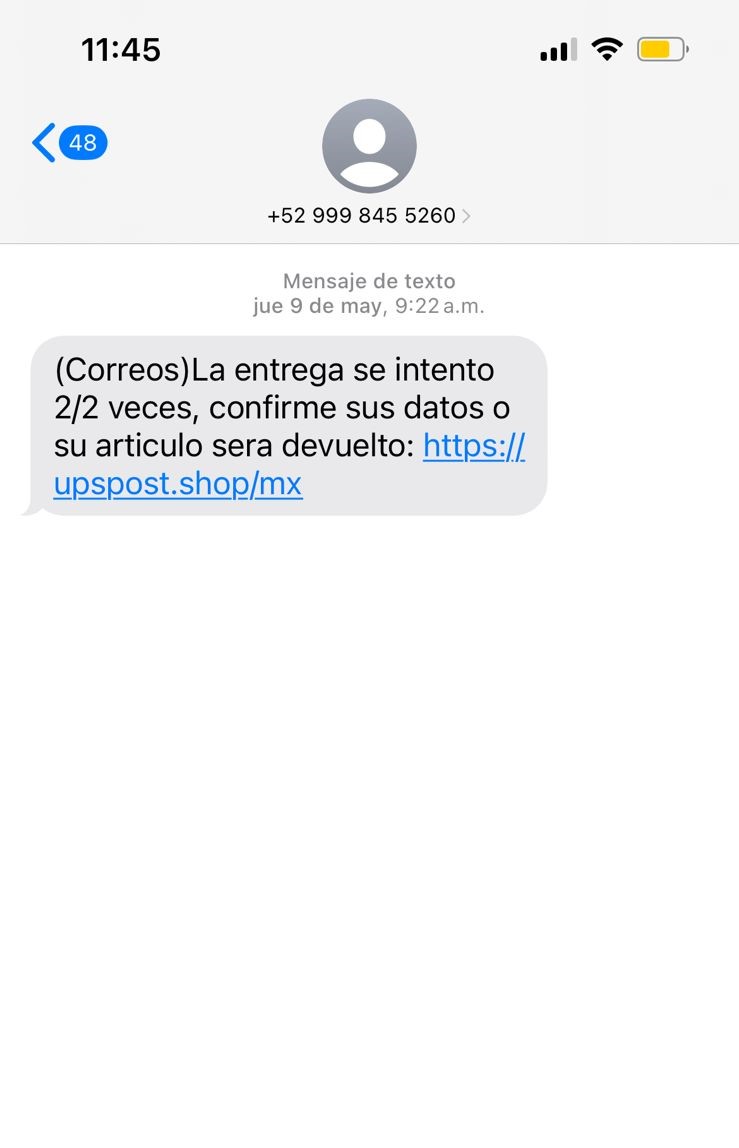 11:45
48
+52 999 845 5260
Mensaje de texto
jue 9 de may, 9:22 a.m.
(Correos)La entrega se intento
2/2 veces, confirme sus datos o
su articulo sera devuelto: https://
upspost.shop/mx